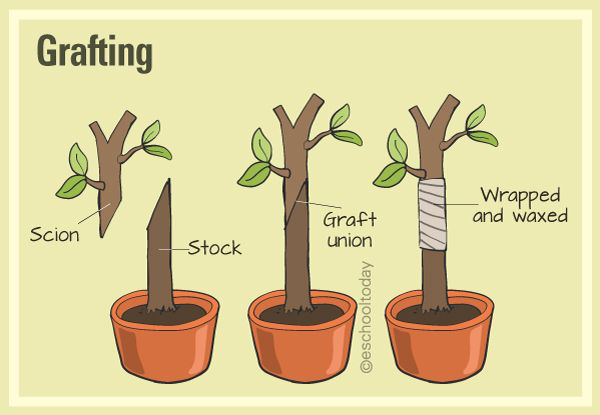 Grafting
Scion
Stock
Graft
union
Wrapped
and waxed
©eschooltoday